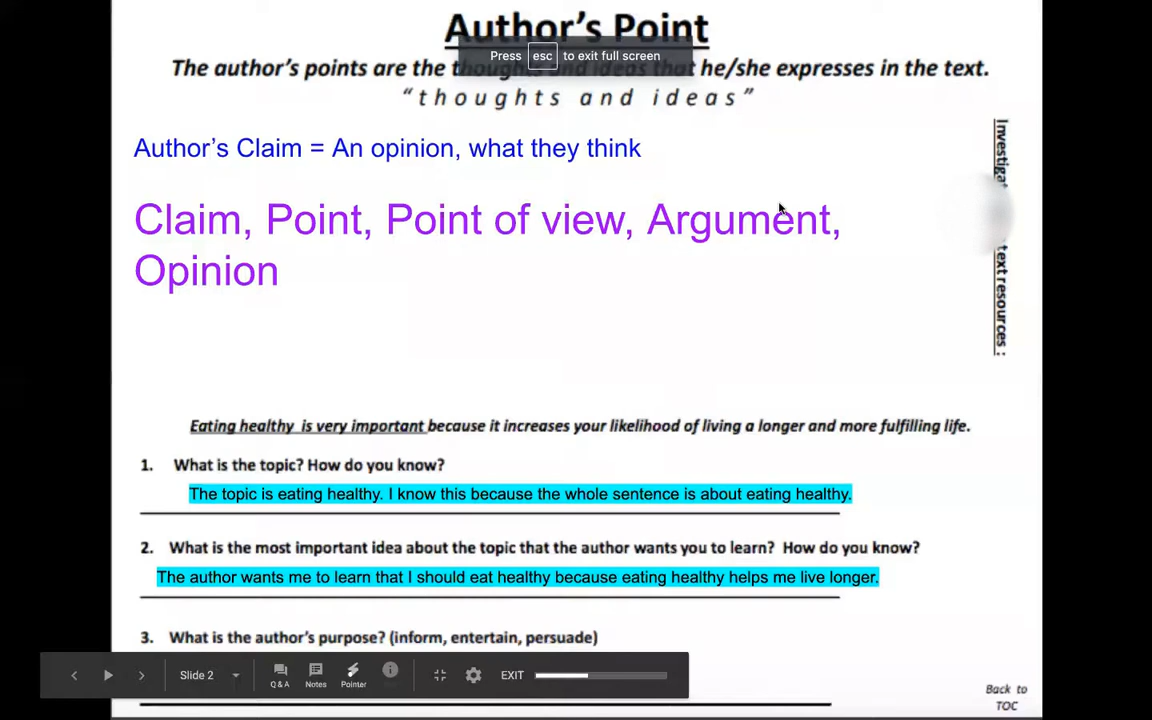 Author's Point
Press esc to exit full screen
The author's points are the thoughts and ideas that he/she expresses in the text.
"thoughts and ideas"
Author's Claim = An opinion, what they think
Claim, Point, Point of view, Argument,
Opinion
text resources :
Eating healthy is very important because it increases your likelihood of living a longer and more fulfilling life.
1. What is the topic? How do you know?
The topic is eating healthy. I know this because the whole sentence is about eating healthy.
2. What is the most important idea about the topic that the author wants you to learn? How do you know?
The author wants me to learn that I should eat healthy because eating healthy helps me live longer.
3. What is the author's purpose? (inform, entertain, persuade)
Slide 2
Q & A
Notes
Pointer
EXIT
Back to
TOC